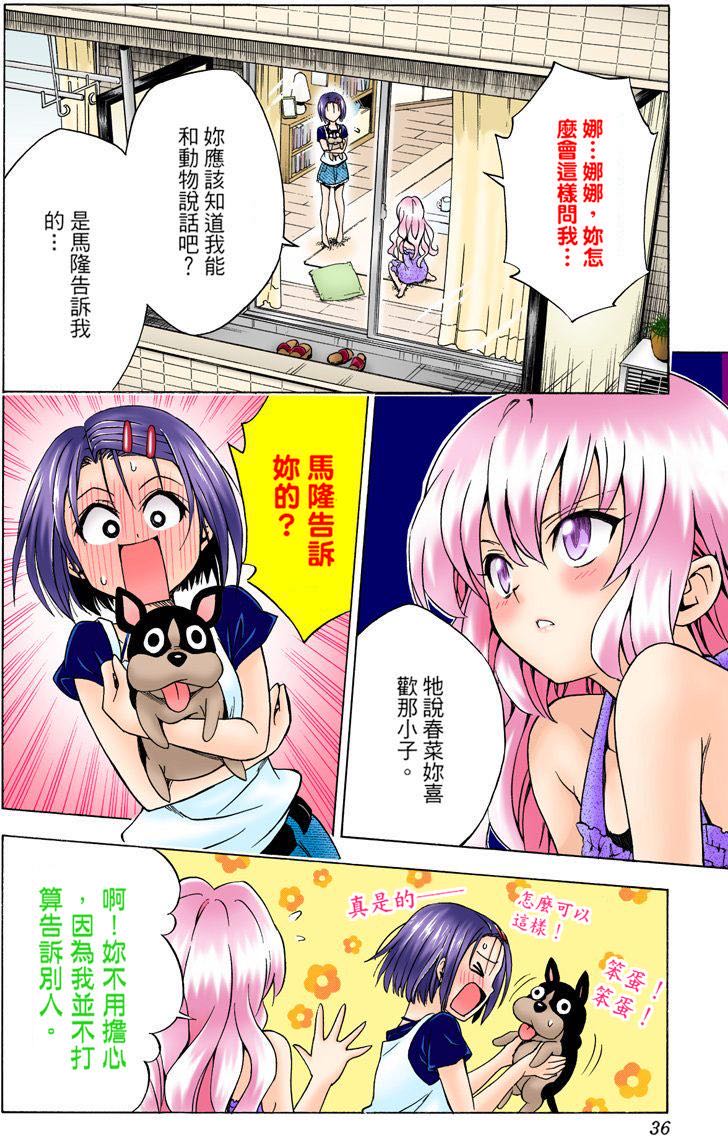 娜…娜娜，妳怎
麼會這樣問我…
妳應該知道我能
和動物說話吧？
是馬隆告訴我
的…
牠說春菜妳喜
歡那小子。
馬隆告訴
妳的？
怎麼可以
這樣！
笨蛋！
笨蛋！
真是的──
啊！妳不用擔心
，因為我並不打
算告訴別人。
36